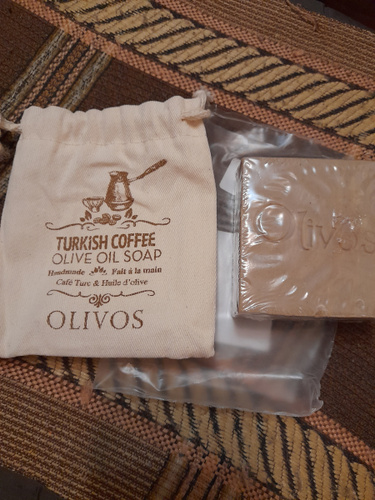 TURKISH COFFEE
OLIVE OIL SOAP
Handmade Fait à la main
Café Turc & Huile d'olive
OLIVOS
Olivos